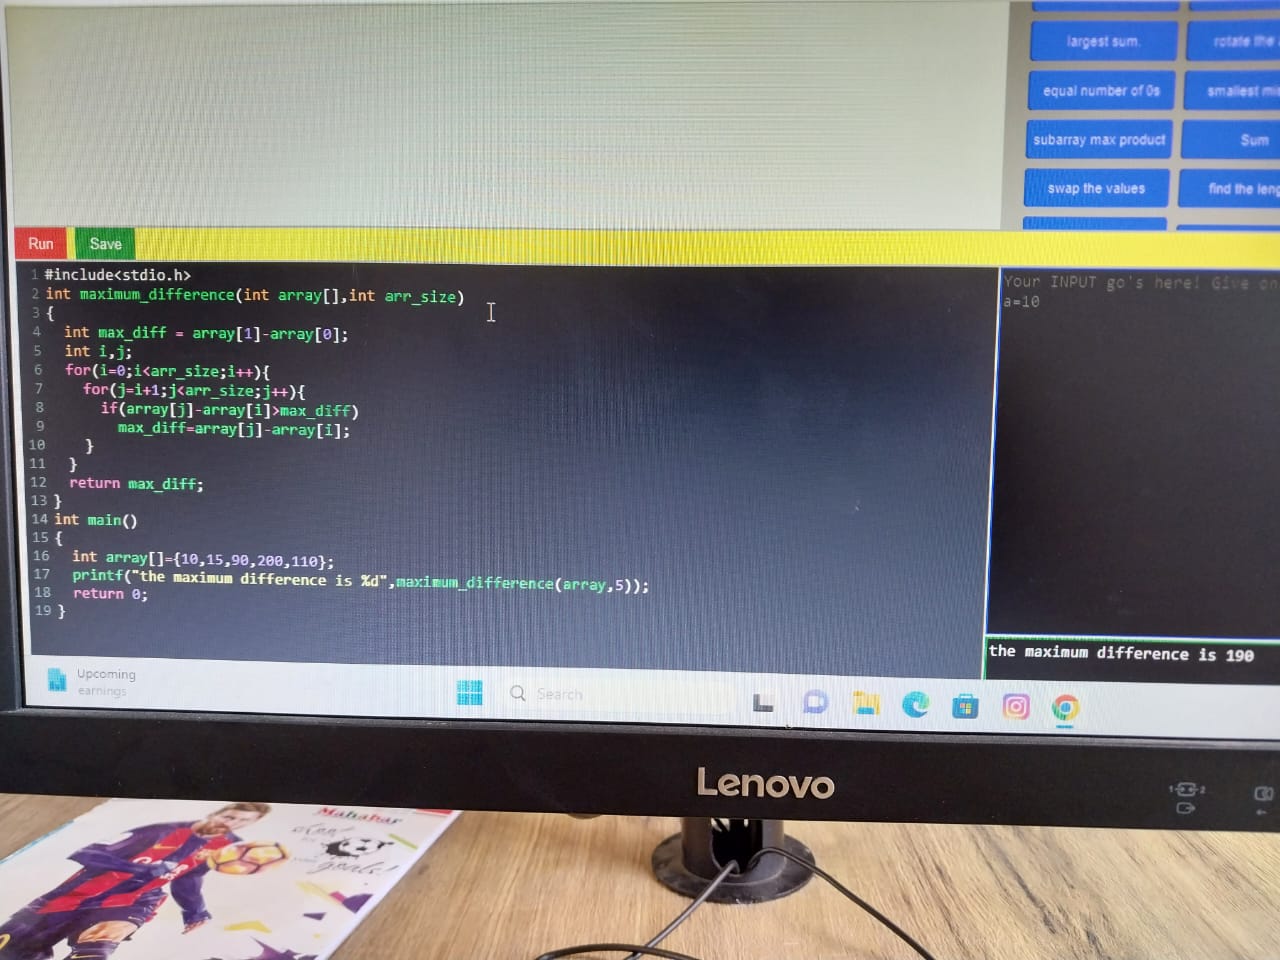 largest sum.
rotate the
equal number of 0s
smallest
subarray max product
Sum
swap the values
find the
Run
Save
1 #include<stdio.h>
2 int maximum_difference(int array[],int arr_size)
3 {
4 int max_diff = array[1]-array[0];
5 int i,j;
6 for(i=0;i<arr_size;i++){
7 for(j=i+1;j<arr_size;j++){
8 if(array[j]-array[i]>max_diff)
9 max_diff=array[j]-array[i];
10 }
11 }
12 return max_diff;
13 }
14 int main()
15 {
16 int array[]={10,15,90,200,110};
17 printf("the maximum difference is %d",maximum_difference(array,5));
18 return 0;
19 }
Your INPUT go's here! Give
a=10
the maximum difference is 190
Upcoming
earnings
Search
Lenovo
Mahabar
goals!